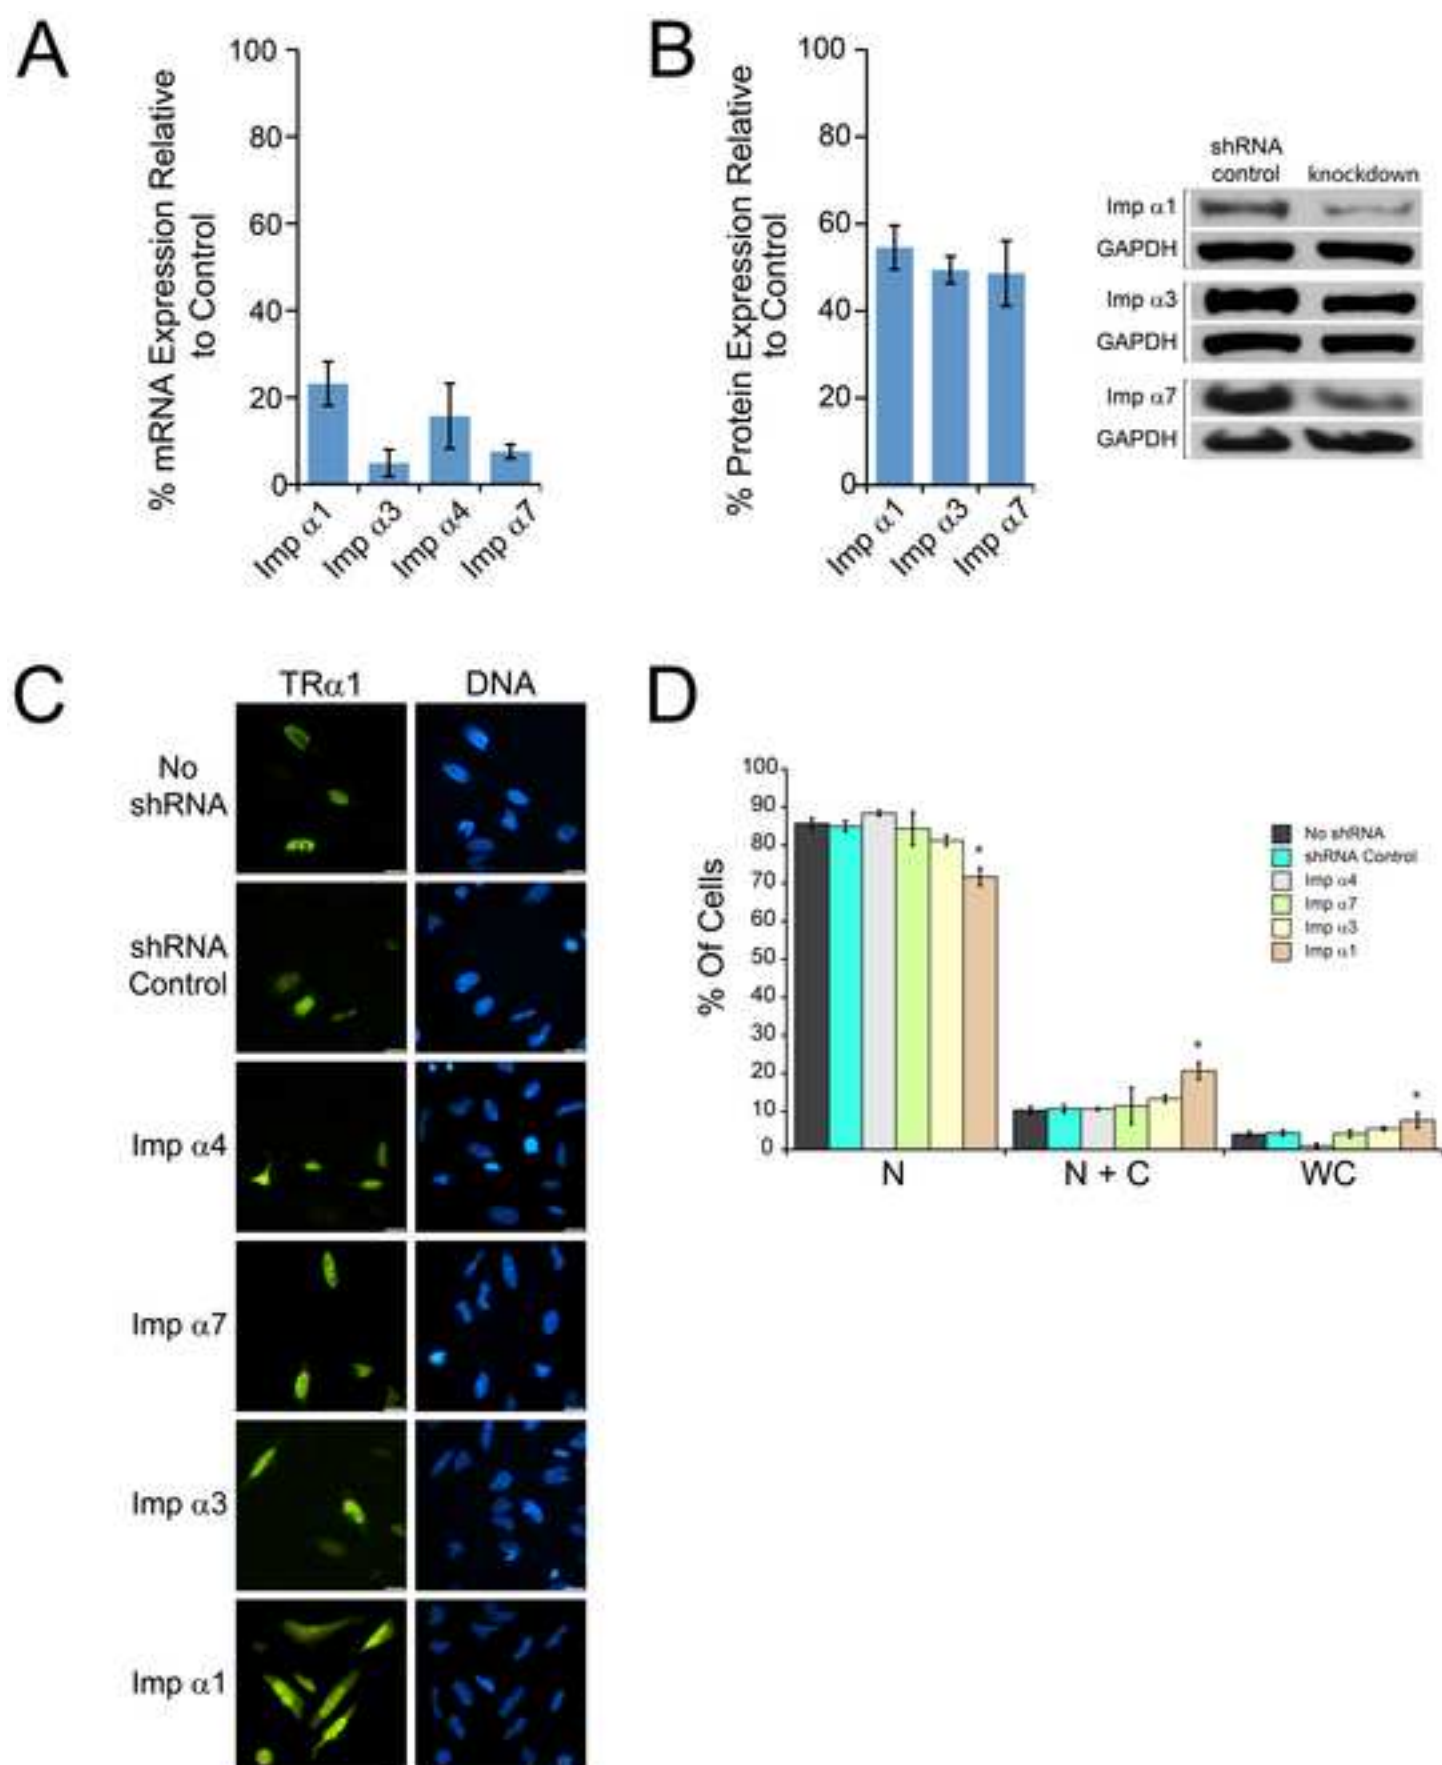 A
% mRNA Expression Relative
to Control
100
80
60
40
20
0
Imp α1
Imp α3
Imp α4
Imp α7
B
% Protein Expression Relative
to Control
100
80
60
40
20
0
Imp α1
Imp α3
Imp α7
shRNA
control
knockdown
Imp α1
GAPDH
Imp α3
GAPDH
Imp α7
GAPDH
C
TRα1
DNA
No
shRNA
shRNA
Control
Imp α4
Imp α7
Imp α3
Imp α1
D
% Of Cells
100
90
80
70
60
50
40
30
20
10
0
*
*
*
N
N + C
WC
No shRNA
shRNA Control
Imp α4
Imp α7
Imp α3
Imp α1